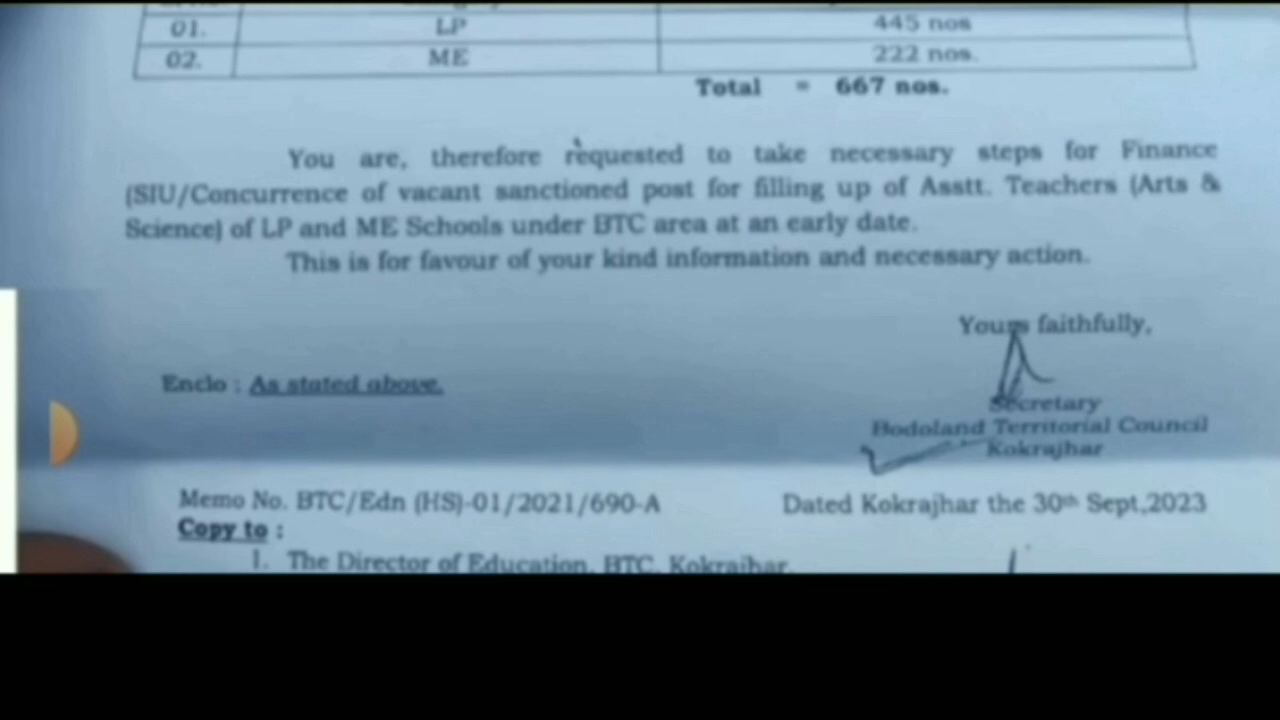 01. LP 445 nos
02. ME 222 nos.
Total = 667 nos.
You are, therefore requested to take necessary steps for Finance
(SIU/Concurrence of vacant sanctioned post for filling up of Asstt. Teachers (Arts &
Science) of LP and ME Schools under BTC area at an early date.
This is for favour of your kind information and necessary action.
Yours faithfully,
Enclo : As stated above.
Secretary
Bodoland Territorial Council
Kokrajhar
Memo No. BTC/Edn (HS)-01/2021/690-A Dated Kokrajhar the 30th Sept,2023
Copy to :
1. The Director of Education, BTC, Kokrajhar.